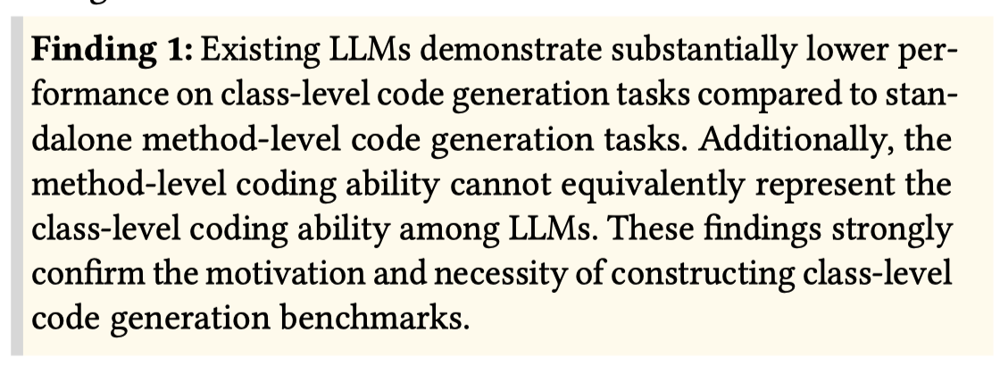 Finding 1: Existing LLMs demonstrate substantially lower per-
formance on class-level code generation tasks compared to stan-
dalone method-level code generation tasks. Additionally, the
method-level coding ability cannot equivalently represent the
class-level coding ability among LLMs. These findings strongly
confirm the motivation and necessity of constructing class-level
code generation benchmarks.